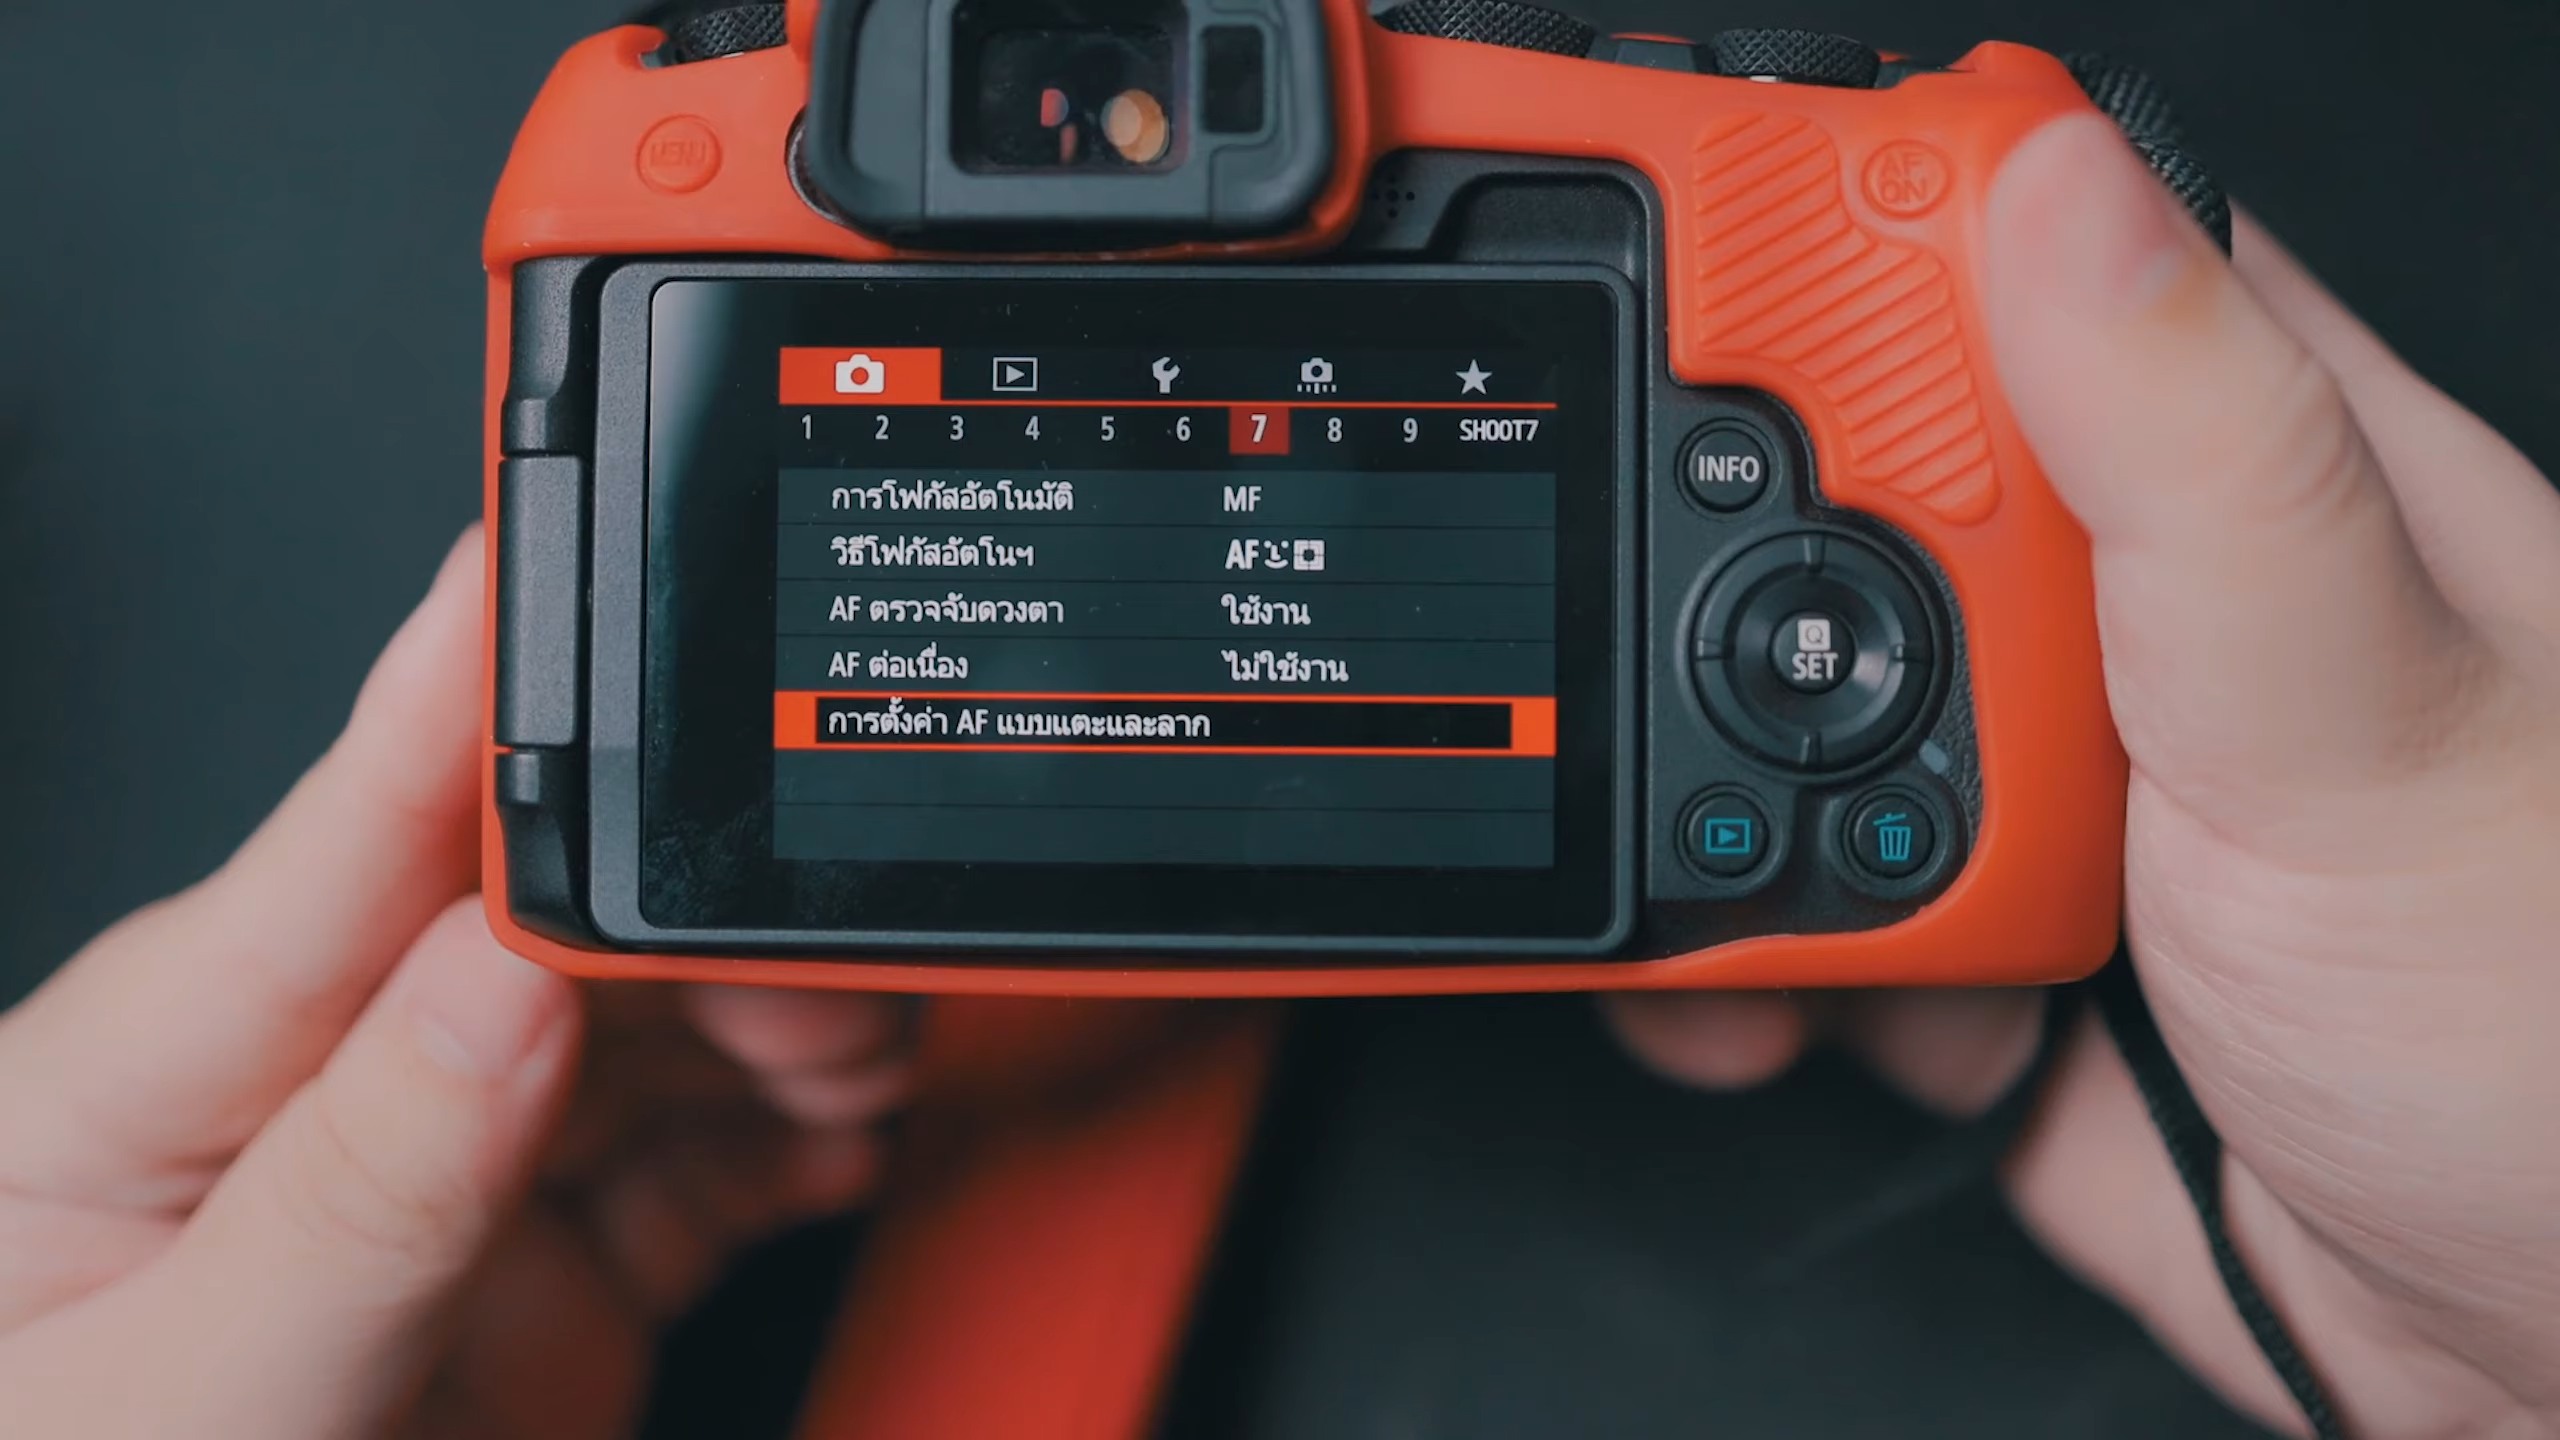 MENU
AF
ON
1 2 3 4 5 6 7 8 9 SHOOT7
การโฟกัสอัตโนมัติ MF
วิธีโฟกัสอัตโนฯ AF
AF ตรวจจับดวงตา ใช้งาน
AF ต่อเนื่อง ไม่ใช้งาน
การตั้งค่า AF แบบแตะและลาก
INFO
Q
SET